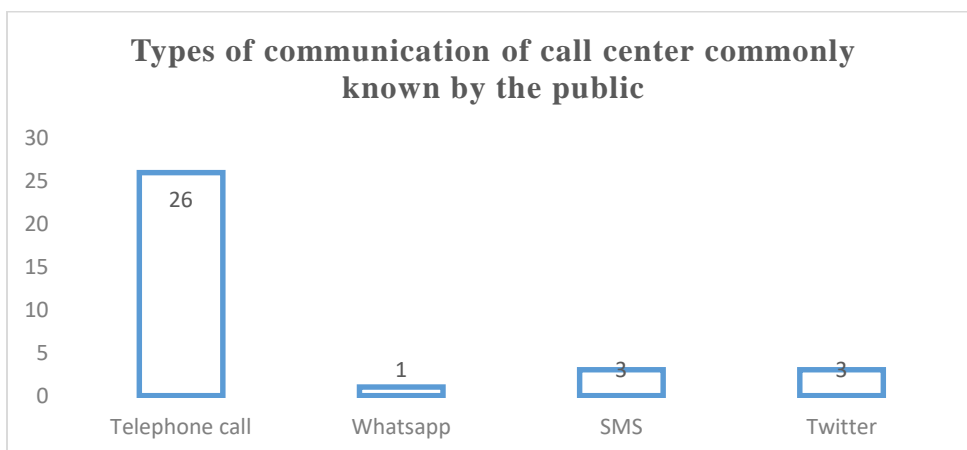 Types of communication of call center commonly
known by the public
30
25
20
15
10
5
0
26
1
3
3
Telephone call
Whatsapp
SMS
Twitter